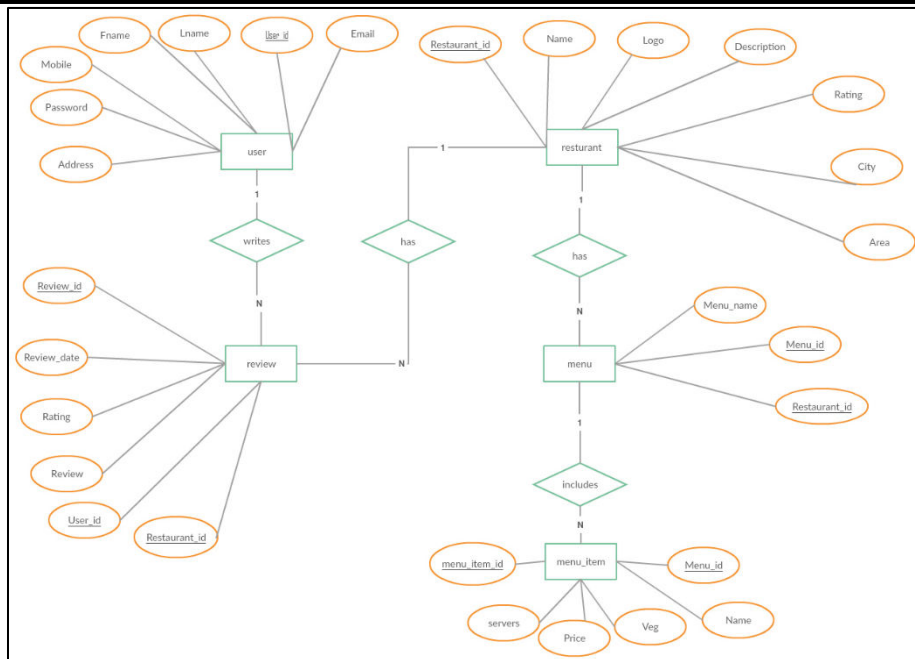 Fname
Lname
User_id
Email
Mobile
Password
Address
user
1
writes
N
Restaurant_id
Name
Logo
Description
Rating
City
Area
resturant
1
has
N
1
has
N
Review_id
Review_date
Rating
Review
User_id
Restaurant_id
review
Menu_name
Menu_id
Restaurant_id
menu
1
includes
N
menu_item_id
menu_item
Menu_id
servers
Price
Veg
Name